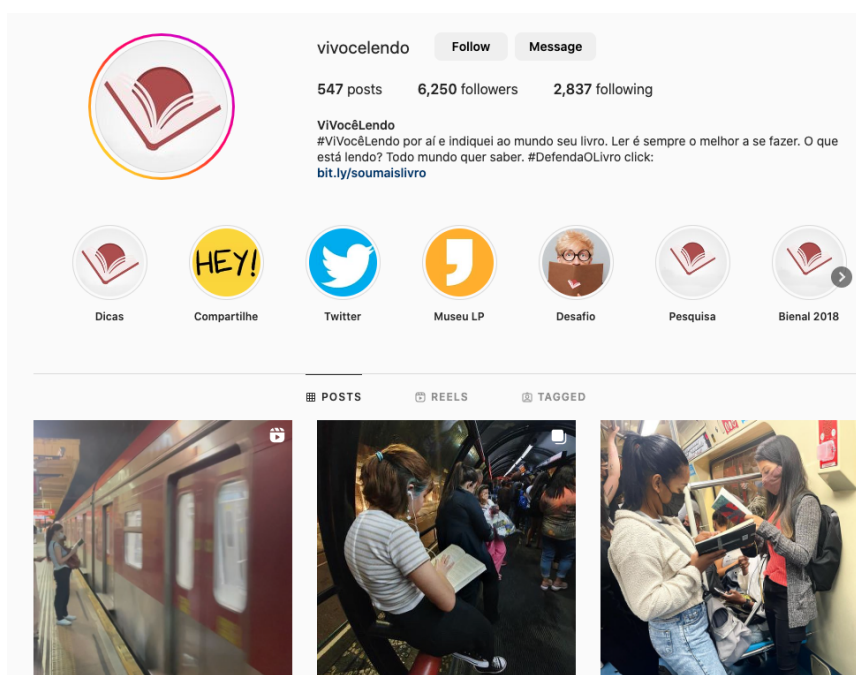 vivocelendo Follow Message
547 posts 6,250 followers 2,837 following
ViVocêLendo
#ViVocêLendo por aí e indiquei ao mundo seu livro. Ler é sempre o melhor a se fazer. O que
está lendo? Todo mundo quer saber. #DefendaOLivro click:
bit.ly/soumaislivro
HEY!
Dicas Compartilhe Twitter Museu LP Desafio Pesquisa Bienal 2018
POSTS REELS TAGGED